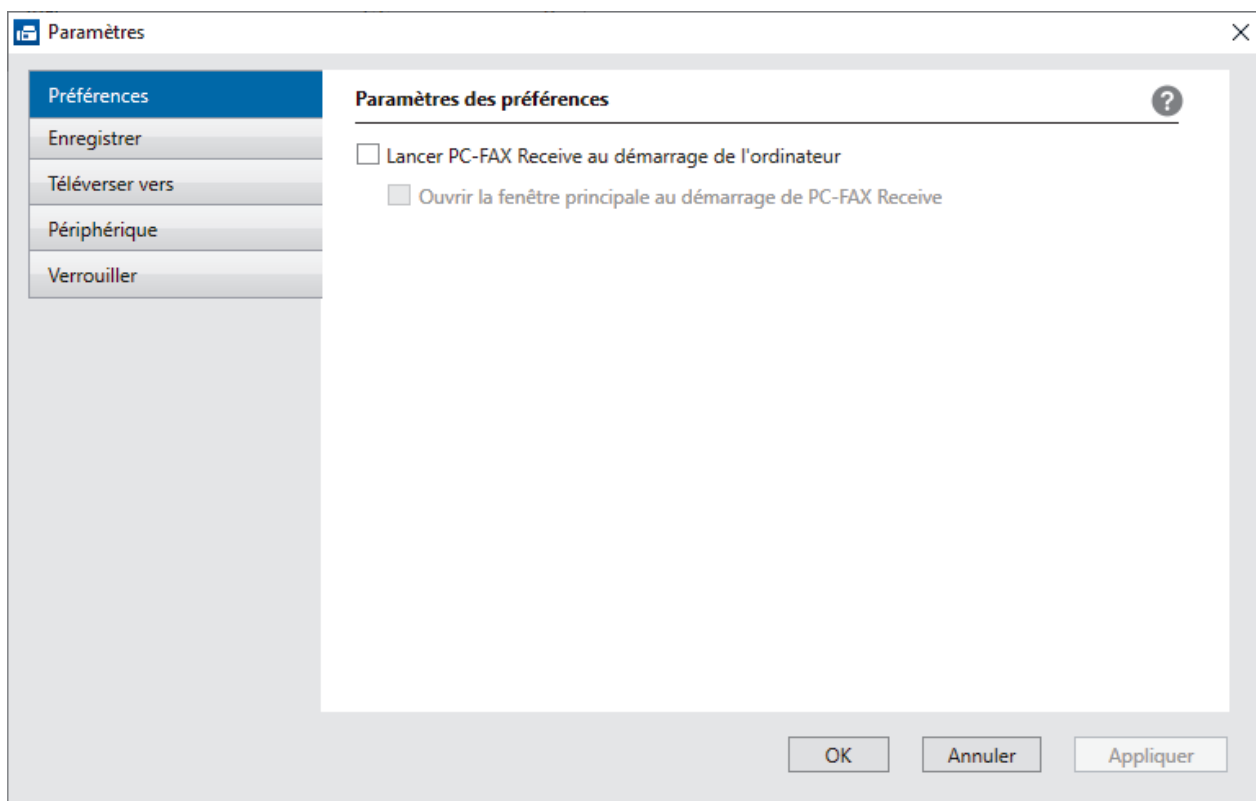 Paramètres
Préférences
Enregistrer
Téléverser vers
Périphérique
Verrouiller
Paramètres des préférences
?
Lancer PC-FAX Receive au démarrage de l'ordinateur
Ouvrir la fenêtre principale au démarrage de PC-FAX Receive
OK
Annuler
Appliquer